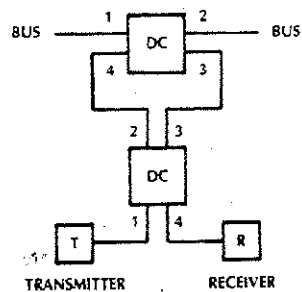 1 2
BUS DC BUS
4 3
2 3
DC
1 4
T R
TRANSMITTER RECEIVER